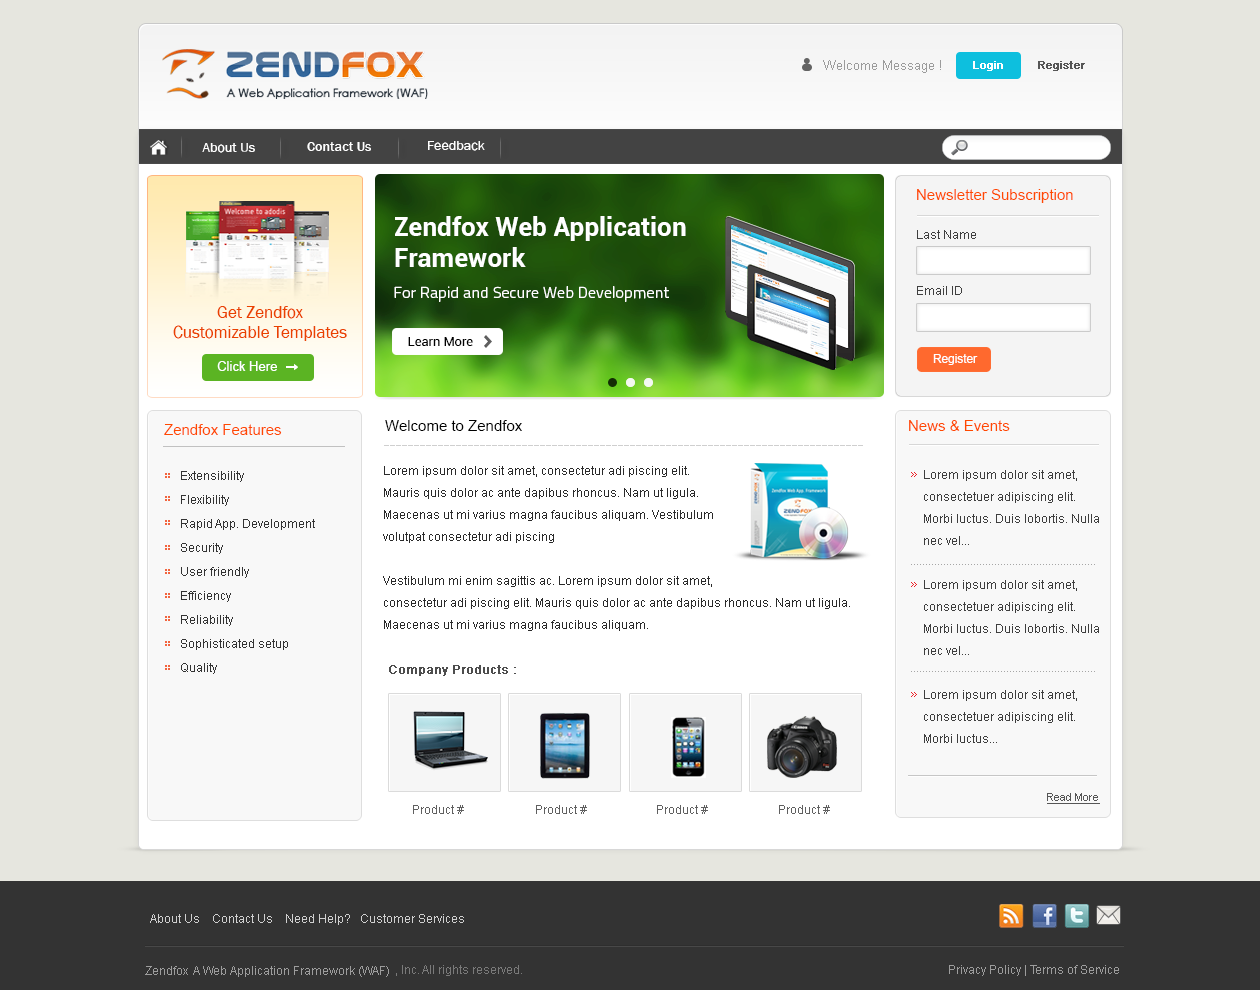 ZENDFOX
A Web Application Framework (WAF)
Welcome Message !
Login
Register
About Us
Contact Us
Feedback
Welcome to adodis
Get Zendfox
Customizable Templates
Click Here
Zendfox Web Application
Framework
For Rapid and Secure Web Development
Learn More
Newsletter Subscription
Last Name
Email ID
Register
Zendfox Features
Extensibility
Flexibility
Rapid App. Development
Security
User friendly
Efficiency
Reliability
Sophisticated setup
Quality
Welcome to Zendfox
Lorem ipsum dolor sit amet, consectetur adi piscing elit.
Mauris quis dolor ac ante dapibus rhoncus. Nam ut ligula.
Maecenas ut mi varius magna faucibus aliquam. Vestibulum
volutpat consectetur adi piscing
Zendfox Web App. Framework
ZENDFOX
Vestibulum mi enim sagittis ac. Lorem ipsum dolor sit amet,
consectetur adi piscing elit. Mauris quis dolor ac ante dapibus rhoncus. Nam ut ligula.
Maecenas ut mi varius magna faucibus aliquam.
Company Products :
Product #
Product #
Product #
Product #
News & Events
Lorem ipsum dolor sit amet,
consectetuer adipiscing elit.
Morbi luctus. Duis lobortis. Nulla
nec vel...
Lorem ipsum dolor sit amet,
consectetuer adipiscing elit.
Morbi luctus. Duis lobortis. Nulla
nec vel...
Lorem ipsum dolor sit amet,
consectetuer adipiscing elit.
Morbi luctus...
Read More
About Us
Contact Us
Need Help?
Customer Services
Zendfox A Web Application Framework (WAF) , Inc. All rights reserved.
Privacy Policy | Terms of Service